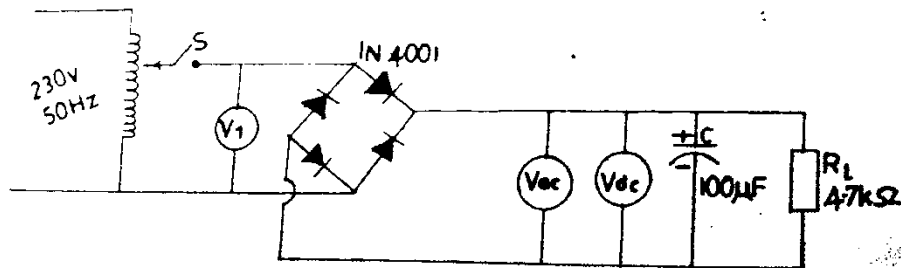 230v
50Hz
S
IN 4001
V1
Vac
Vdc
+ C
-
100µF
RL
4.7kΩ